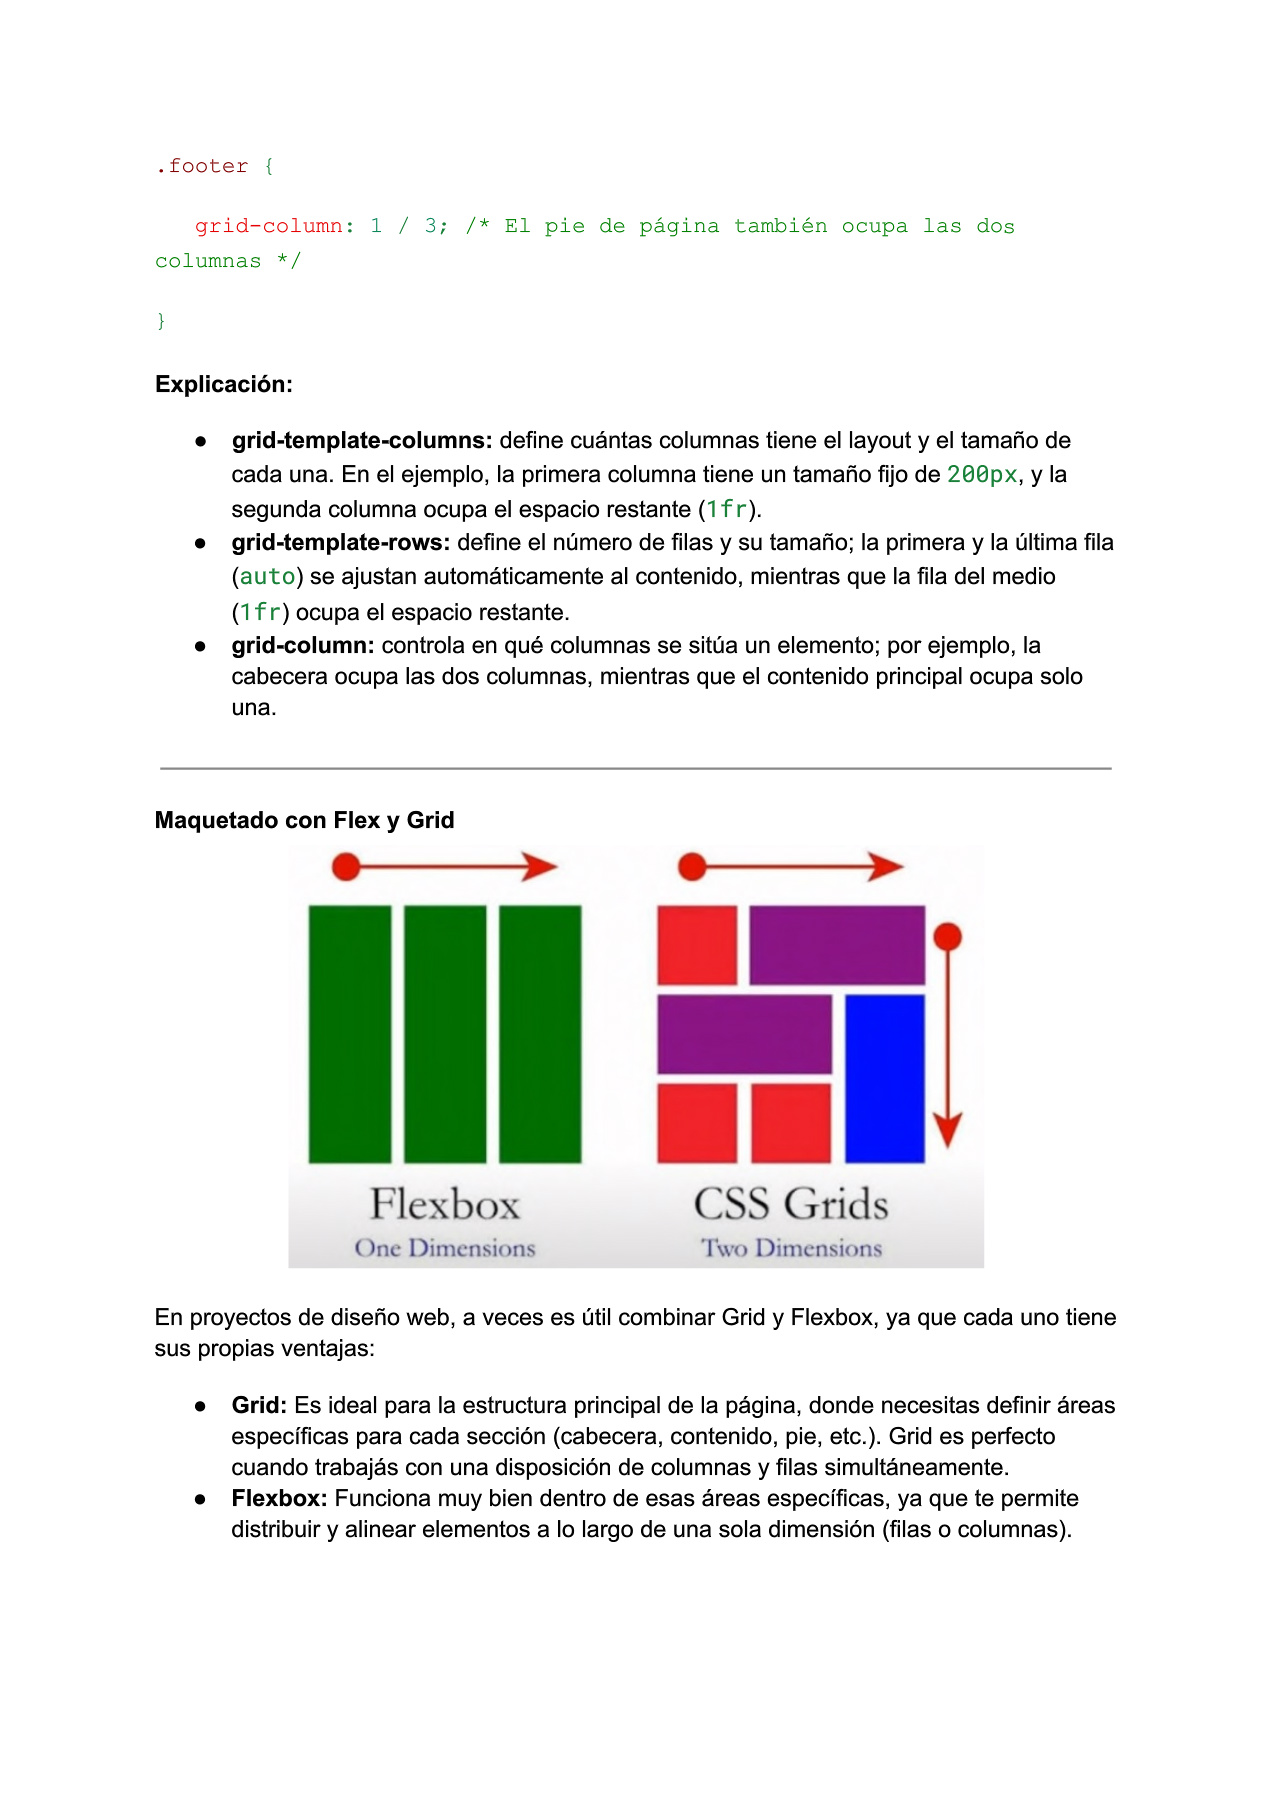 .footer {
grid-column: 1 / 3; /* El pie de página también ocupa las dos
columnas */
}
Explicación:
● grid-template-columns: define cuántas columnas tiene el layout y el tamaño de
cada una. En el ejemplo, la primera columna tiene un tamaño fijo de 200px, y la
segunda columna ocupa el espacio restante (1fr).
● grid-template-rows: define el número de filas y su tamaño; la primera y la última fila
(auto) se ajustan automáticamente al contenido, mientras que la fila del medio
(1fr) ocupa el espacio restante.
● grid-column: controla en qué columnas se sitúa un elemento; por ejemplo, la
cabecera ocupa las dos columnas, mientras que el contenido principal ocupa solo
una.
Maquetado con Flex y Grid
Flexbox
One Dimensions
CSS Grids
Two Dimensions
En proyectos de diseño web, a veces es útil combinar Grid y Flexbox, ya que cada uno tiene
sus propias ventajas:
● Grid: Es ideal para la estructura principal de la página, donde necesitas definir áreas
específicas para cada sección (cabecera, contenido, pie, etc.). Grid es perfecto
cuando trabajás con una disposición de columnas y filas simultáneamente.
● Flexbox: Funciona muy bien dentro de esas áreas específicas, ya que te permite
distribuir y alinear elementos a lo largo de una sola dimensión (filas o columnas).